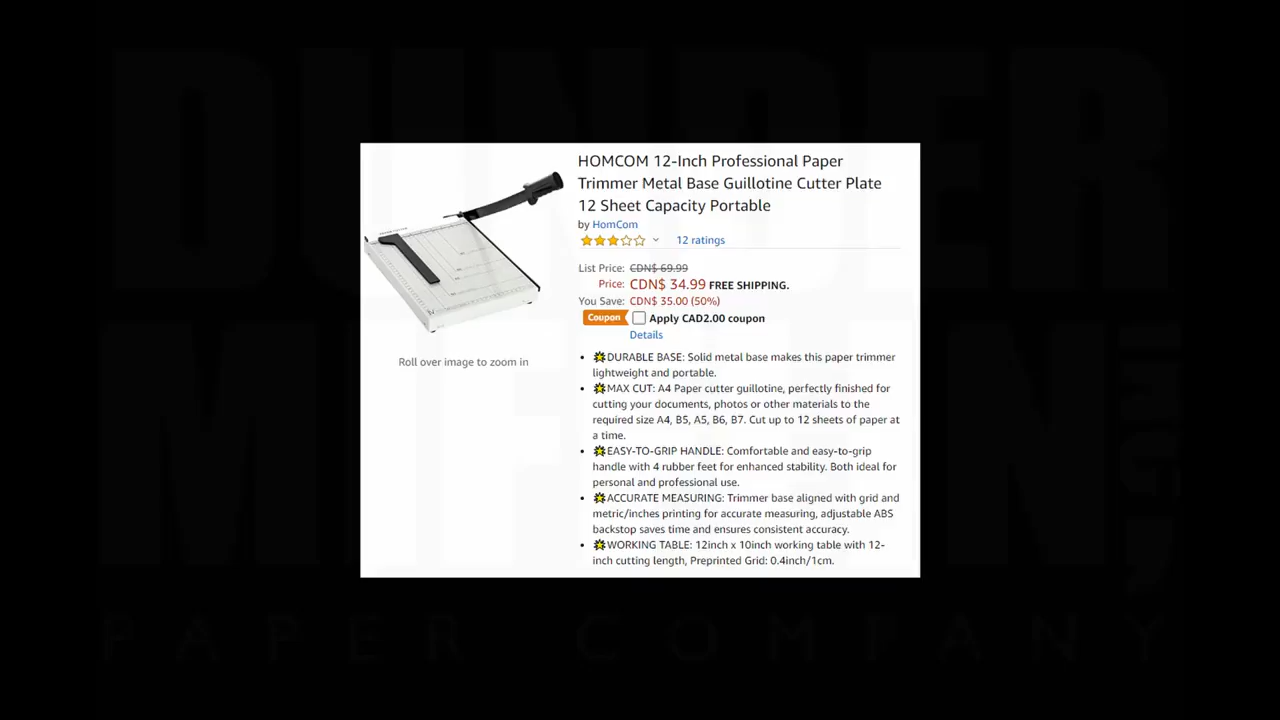 DUNDER
MIFFLIN
INC.
PAPER COMPANY
HOMCOM 12-Inch Professional Paper
Trimmer Metal Base Guillotine Cutter Plate
12 Sheet Capacity Portable
by HomCom
12 ratings
List Price: CDN$ 69.99
Price: CDN$ 34.99 FREE SHIPPING.
You Save: CDN$ 35.00 (50%)
Coupon Apply CAD2.00 coupon
Details
Roll over image to zoom in
• DURABLE BASE: Solid metal base makes this paper trimmer
lightweight and portable.
• MAX CUT: A4 Paper cutter guillotine, perfectly finished for
cutting your documents, photos or other materials to the
required size A4, B5, A5, B6, B7. Cut up to 12 sheets of paper at
a time.
• EASY-TO-GRIP HANDLE: Comfortable and easy-to-grip
handle with 4 rubber feet for enhanced stability. Both ideal for
personal and professional use.
• ACCURATE MEASURING: Trimmer base aligned with grid and
metric/inches printing for accurate measuring, adjustable ABS
backstop saves time and ensures consistent accuracy.
• WORKING TABLE: 12inch x 10inch working table with 12-
inch cutting length, Preprinted Grid: 0.4inch/1cm.